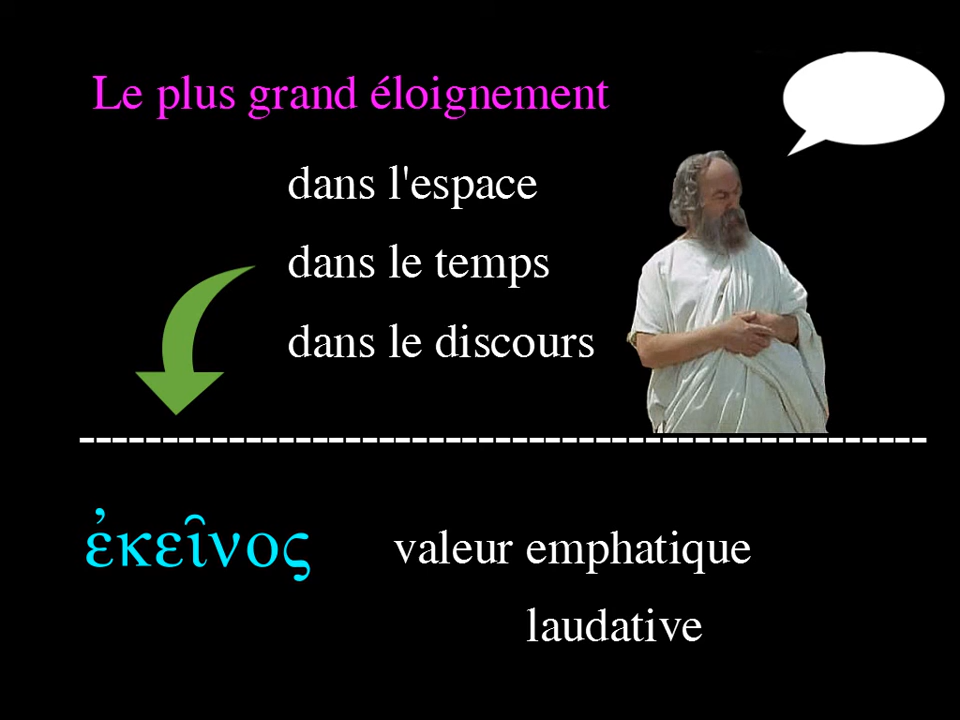 Le plus grand éloignement
dans l'espace
dans le temps
dans le discours
ἐκεῖνος valeur emphatique
laudative